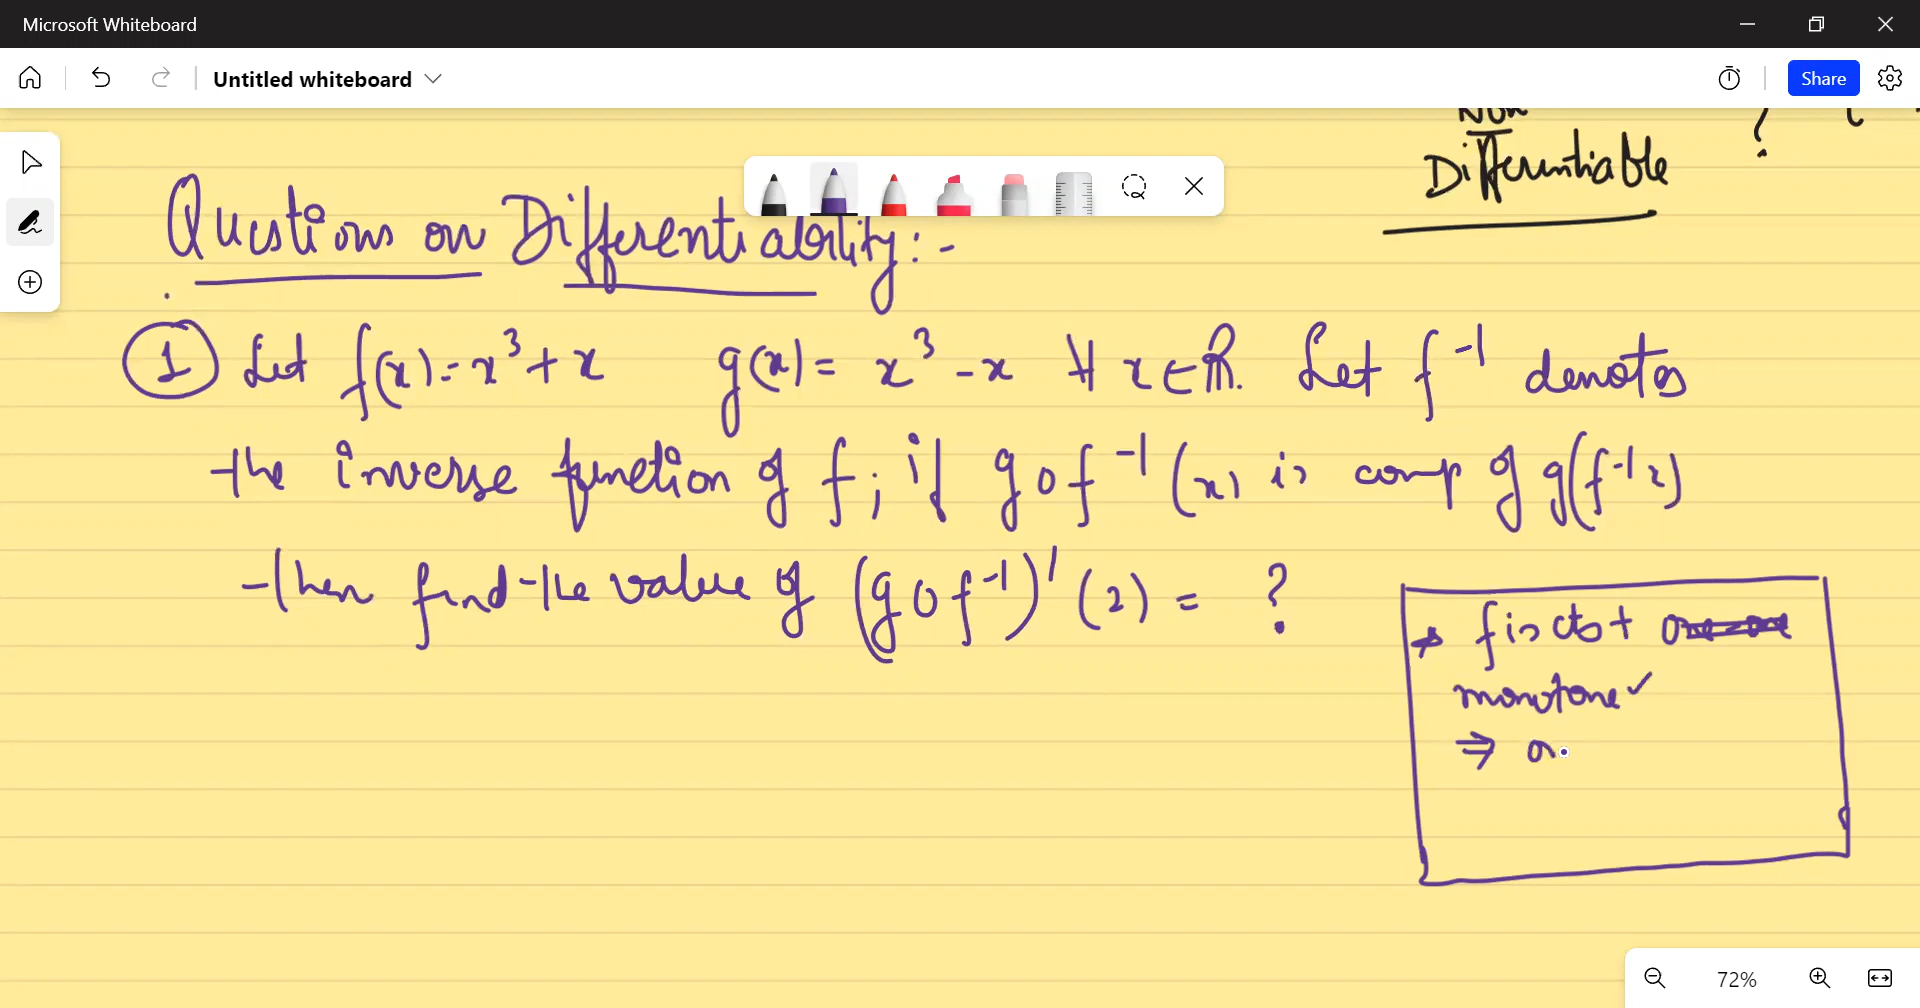 Microsoft Whiteboard
Untitled whiteboard
Share
Non
Differentiable ?
Questions on Differentiability:-
① Let f(x)=x³+x g(x)= x³-x ∀ x∈ℝ. Let f⁻¹ denotes
the inverse function of f; if gof⁻¹(x) is comp of g(f⁻¹x)
then find the value of (gof⁻¹)'(2) = ?
→ f is cts +
monotone ✓
⇒ on
72%